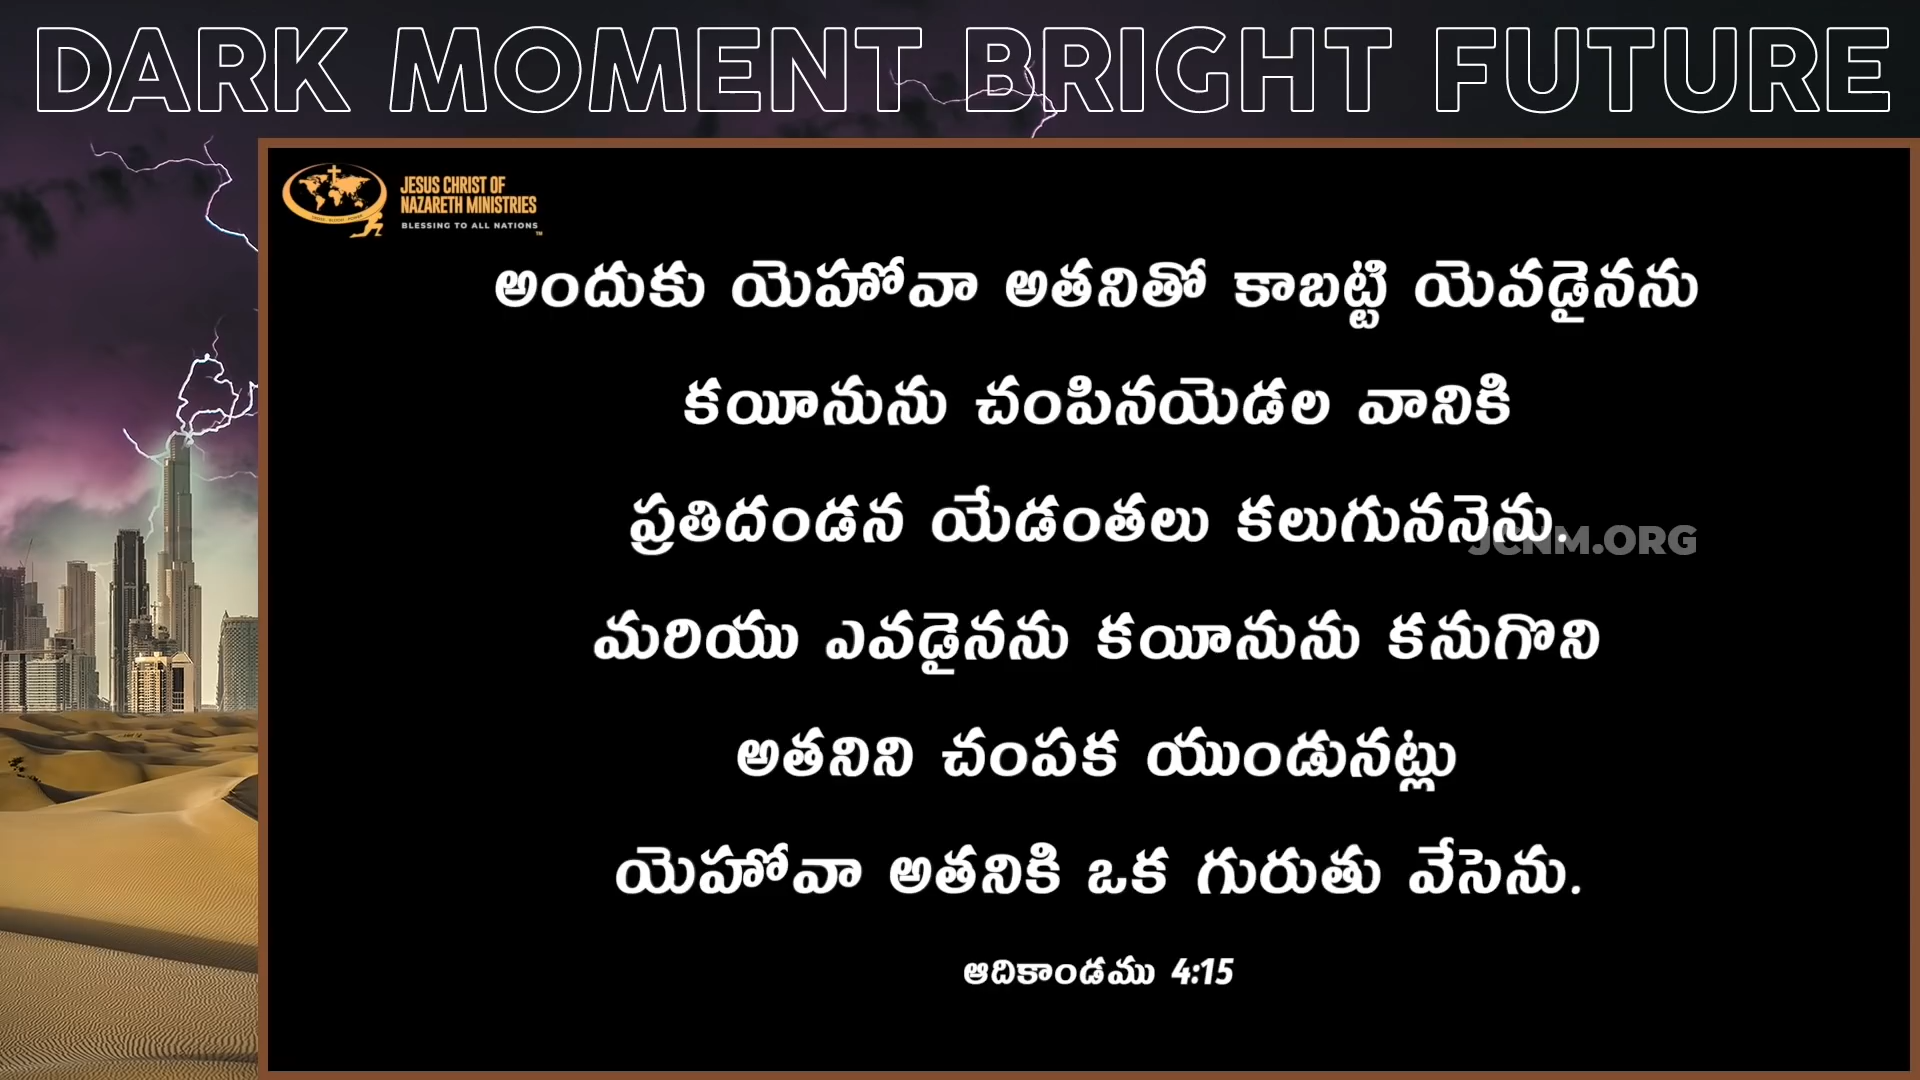 DARK MOMENT BRIGHT FUTURE
JESUS CHRIST OF
NAZARETH MINISTRIES
BLESSING TO ALL NATIONS
TM
అందుకు యెహోవా అతనితో కాబట్టి యెవడైనను
కయీనును చంపినయెడల వానికి
ప్రతిదండన యేడంతలు కలుగుననెను.
JCNM.ORG
మరియు ఎవడైనను కయీనును కనుగొని
అతనిని చంపక యుండునట్లు
యెహోవా అతనికి ఒక గురుతు వేసెను.
ఆదికాండము 4:15